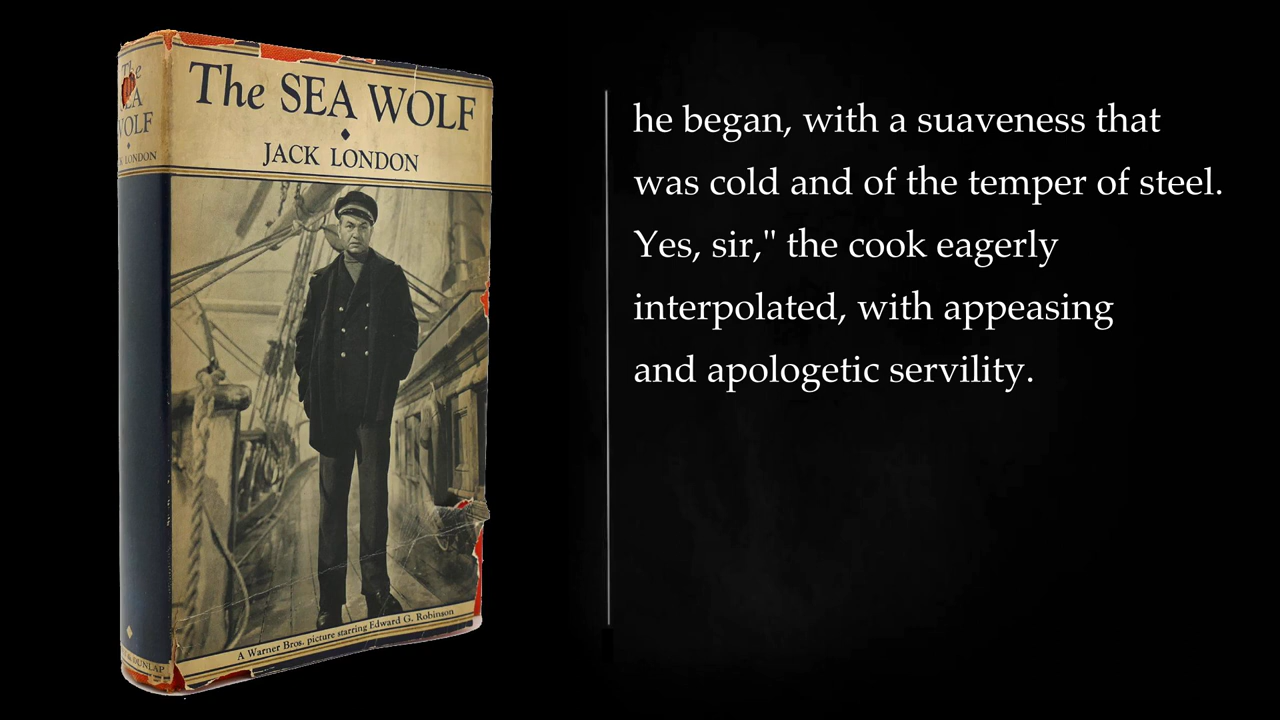 The
SEA
WOLF
LONDON
DUNLAP
The SEA WOLF
JACK LONDON
A Warner Bros. picture starring Edward G. Robinson
he began, with a suaveness that
was cold and of the temper of steel.
Yes, sir," the cook eagerly
interpolated, with appeasing
and apologetic servility.